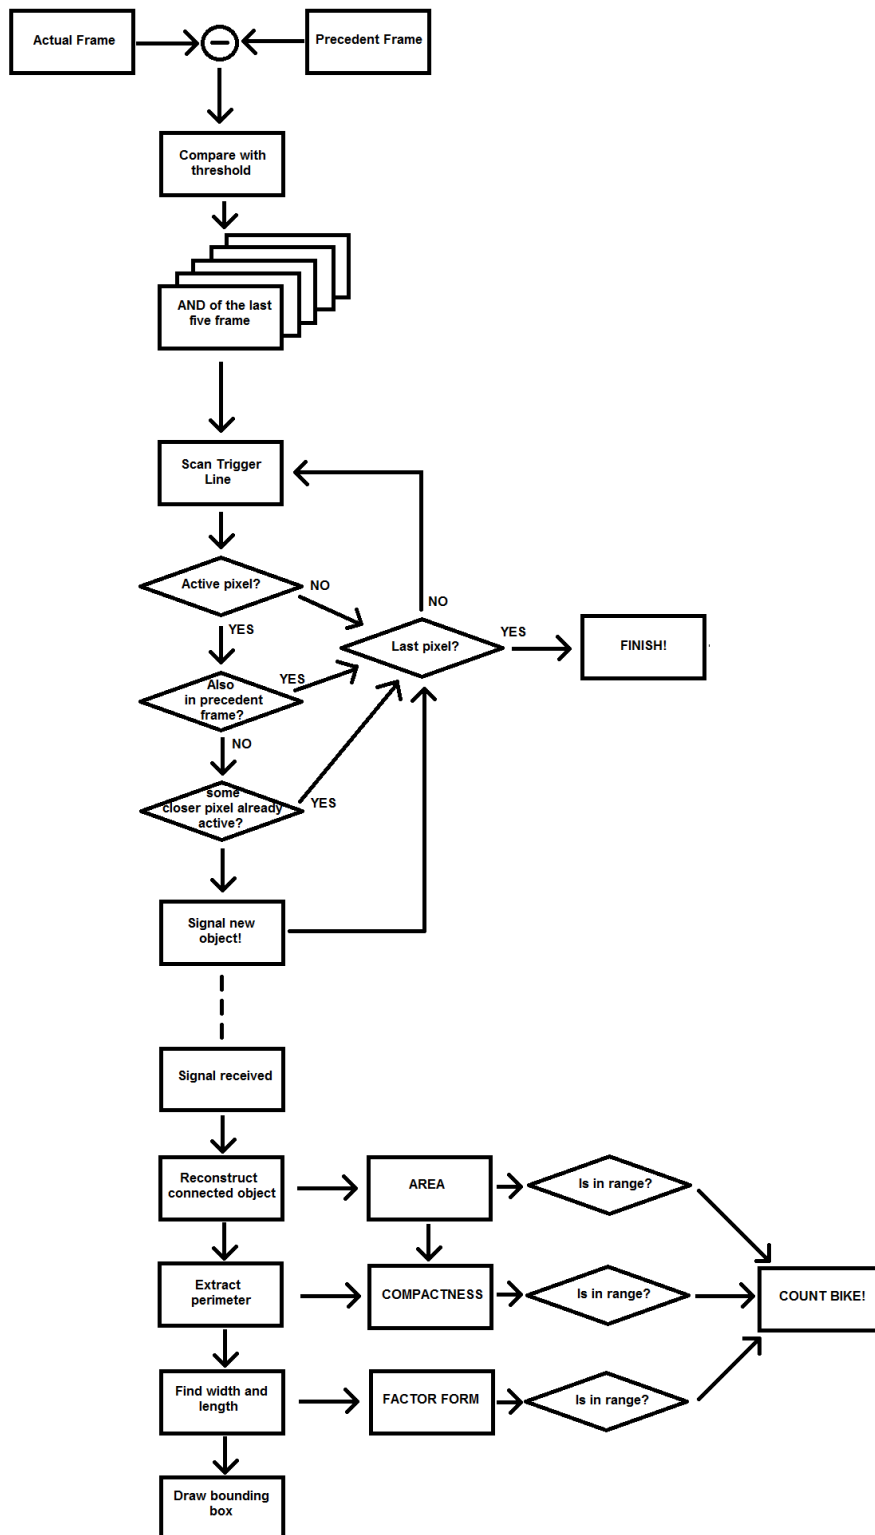 Actual Frame
Precedent Frame
Compare with
threshold
AND of the last
five frame
Scan Trigger
Line
Active pixel?
NO
NO
YES
Last pixel?
YES
FINISH!
Also
in precedent
frame?
YES
NO
some
closer pixel already
active?
YES
Signal new
object!
Signal received
Reconstruct
connected object
AREA
Is in range?
Extract
perimeter
COMPACTNESS
Is in range?
COUNT BIKE!
Find width and
length
FACTOR FORM
Is in range?
Draw bounding
box